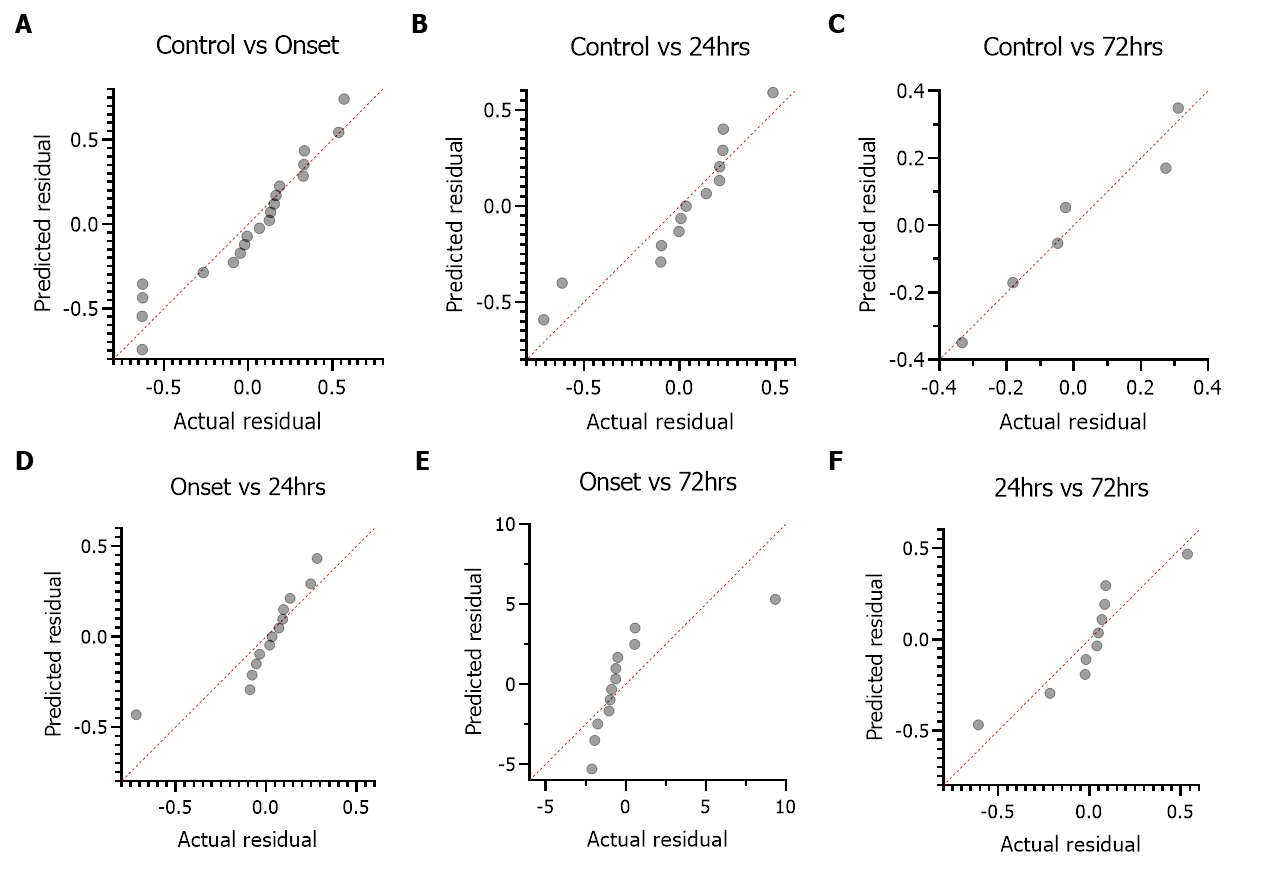 A
Control vs Onset
Predicted residual
0.5
0.0
-0.5
-0.5 0.0 0.5
Actual residual
B
Control vs 24hrs
Predicted residual
0.5
0.0
-0.5
-0.5 0.0 0.5
Actual residual
C
Control vs 72hrs
Predicted residual
0.4
0.2
0.0
-0.2
-0.4
-0.4 -0.2 0.0 0.2 0.4
Actual residual
D
Onset vs 24hrs
Predicted residual
0.5
0.0
-0.5
-0.5 0.0 0.5
Actual residual
E
Onset vs 72hrs
Predicted residual
10
5
0
-5
-5 0 5 10
Actual residual
F
24hrs vs 72hrs
Predicted residual
0.5
0.0
-0.5
-0.5 0.0 0.5
Actual residual